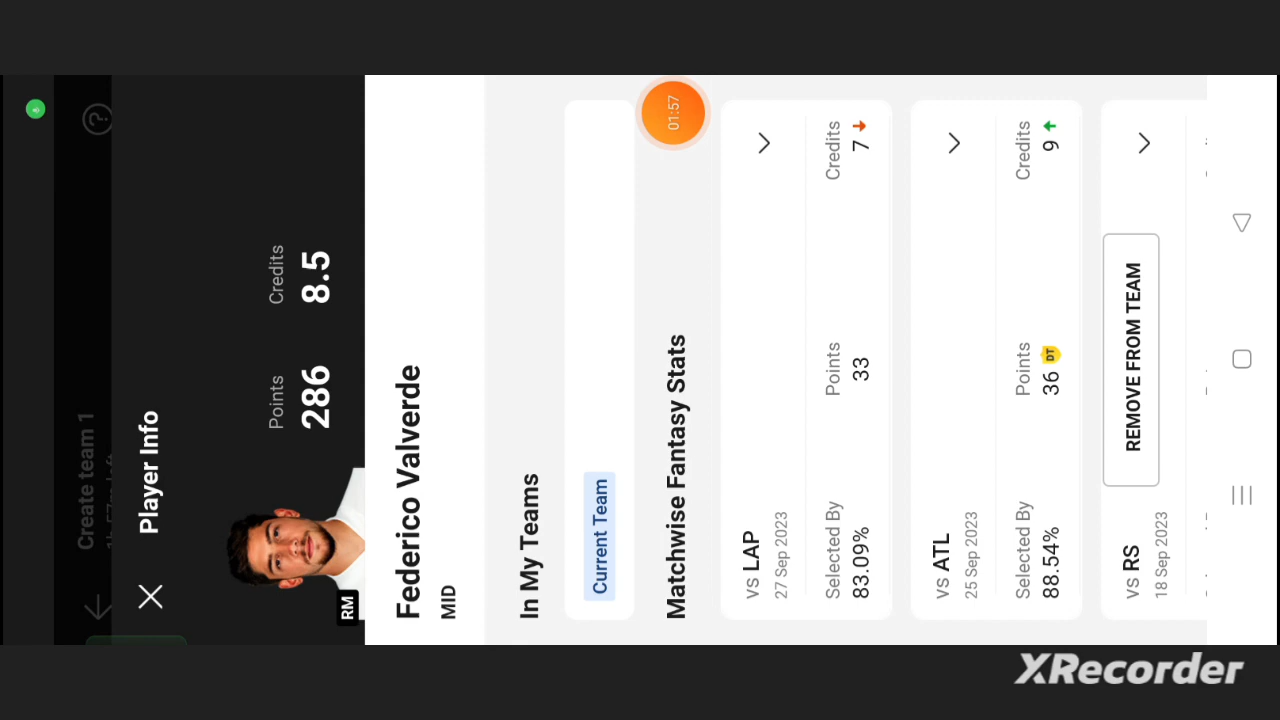 Create team 1
Player Info
Points
286
Credits
8.5
RM
Federico Valverde
MID
In My Teams
Current Team
01:57
Matchwise Fantasy Stats
vs LAP
27 Sep 2023
Selected By
83.09%
Points
33
Credits
7
vs ATL
25 Sep 2023
Selected By
88.54%
Points
36 DT
Credits
9
vs RS
18 Sep 2023
REMOVE FROM TEAM
XRecorder